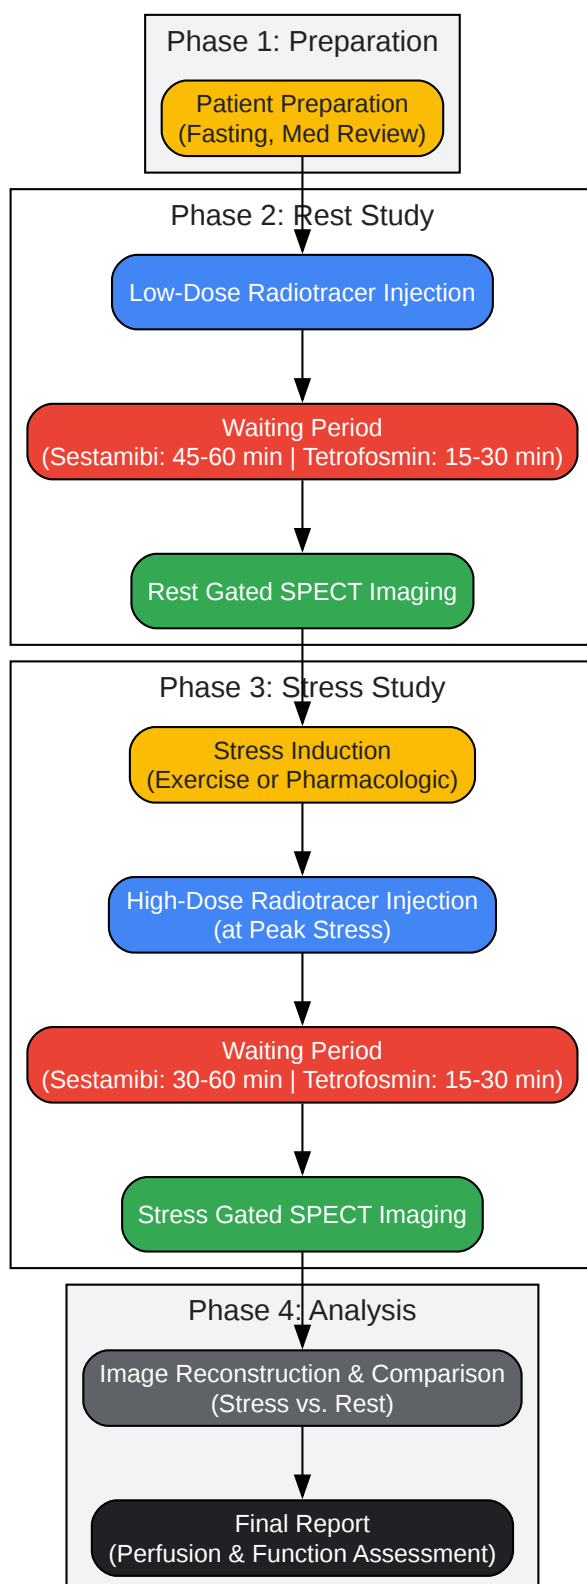 Phase 1: Preparation
Patient Preparation
(Fasting, Med Review)
Phase 2: Rest Study
Low-Dose Radiotracer Injection
Waiting Period
(Sestamibi: 45-60 min | Tetrofosmin: 15-30 min)
Rest Gated SPECT Imaging
Phase 3: Stress Study
Stress Induction
(Exercise or Pharmacologic)
High-Dose Radiotracer Injection
(at Peak Stress)
Waiting Period
(Sestamibi: 30-60 min | Tetrofosmin: 15-30 min)
Stress Gated SPECT Imaging
Phase 4: Analysis
Image Reconstruction & Comparison
(Stress vs. Rest)
Final Report
(Perfusion & Function Assessment)